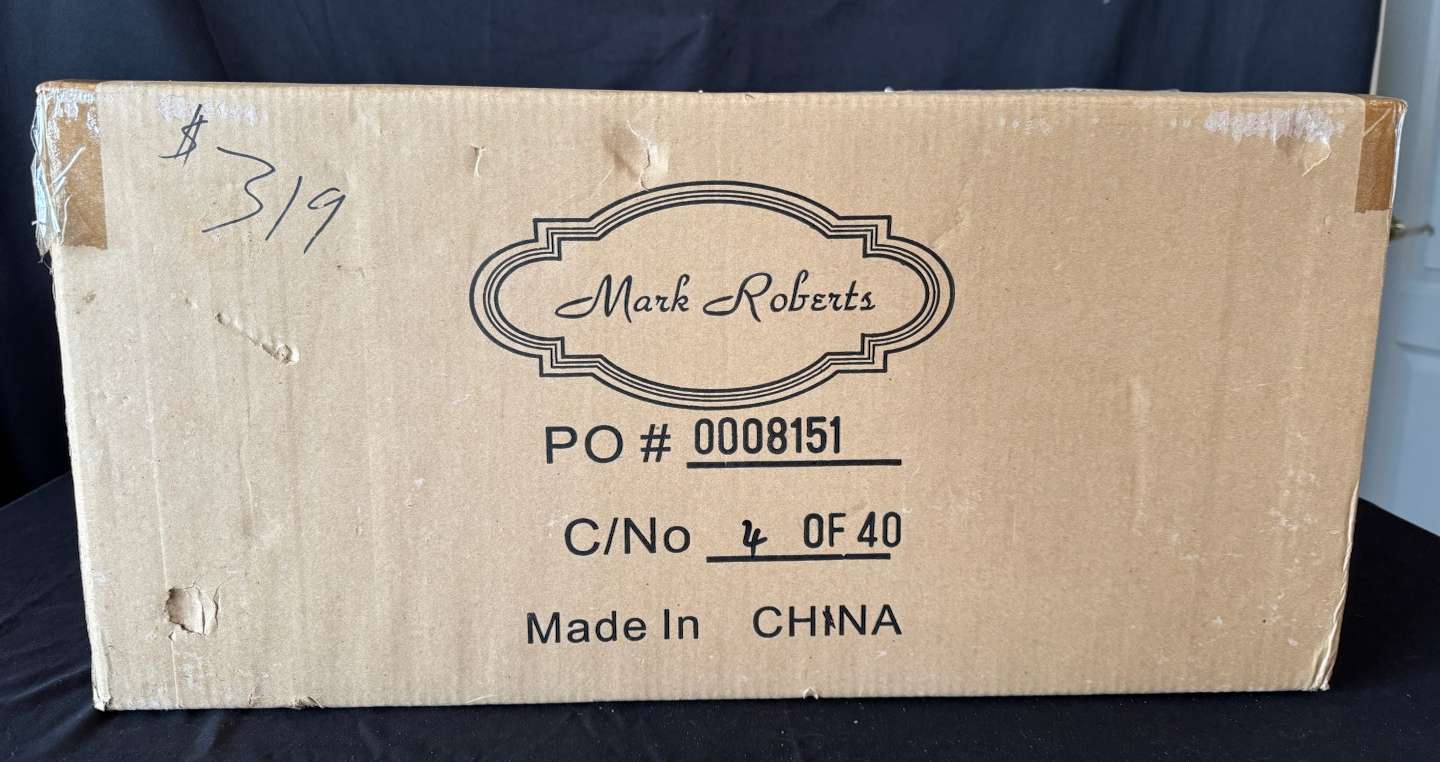 $
319
Mark Roberts
PO # 0008151
C/No 4 OF 40
Made In CHINA